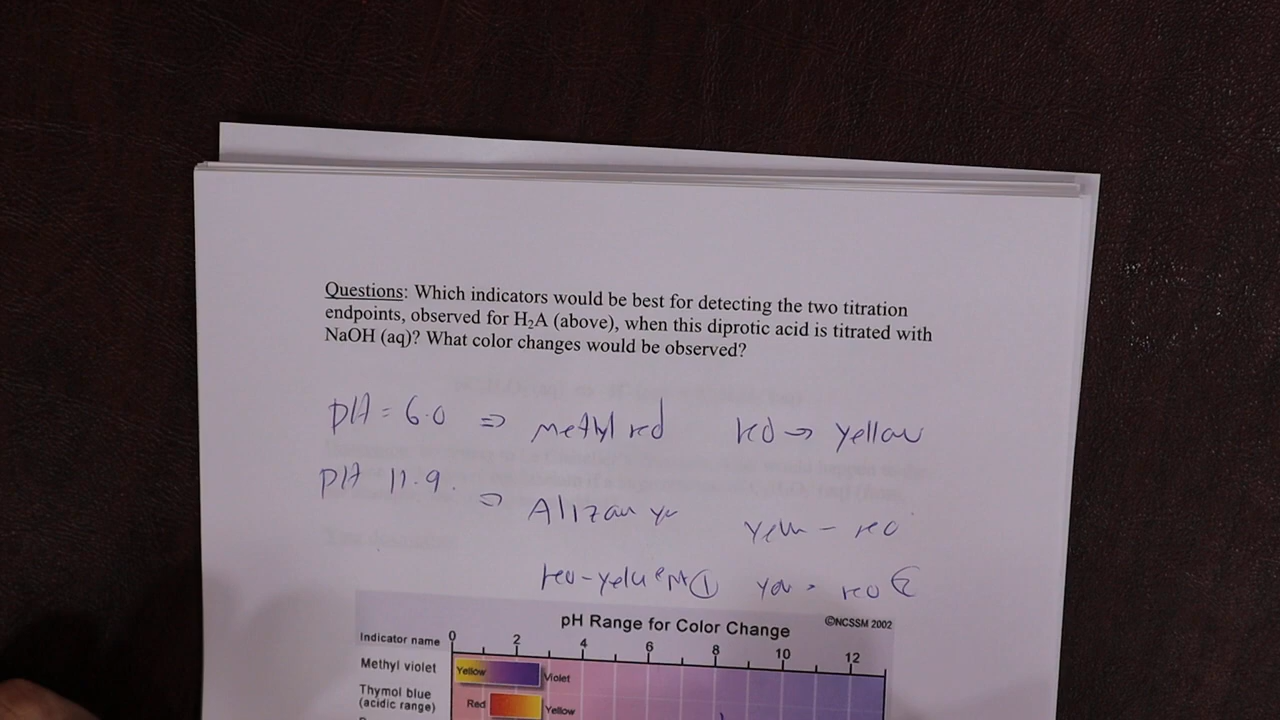 Questions: Which indicators would be best for detecting the two titration
endpoints, observed for H₂A (above), when this diprotic acid is titrated with
NaOH (aq)? What color changes would be observed?
pH = 6.0 ⇒ methyl red red → yellow
pH 11.9. ⇒
pH Range for Color Change
©NCSSM 2002
Indicator name 0 2 4 6 8 10 12
Methyl violet Yellow Violet
Thymol blue
(acidic range) Red Yellow